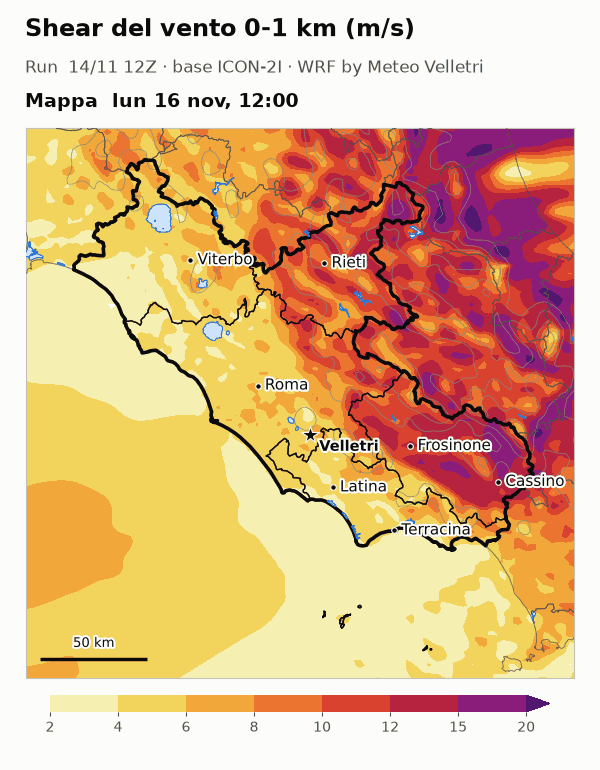 Shear del vento 0-1 km (m/s)
Run  14/11 12Z · base ICON-2I · WRF by Meteo Velletri
Mappa  lun 16 nov, 12:00
Viterbo
Rieti
Roma
Velletri
Frosinone
Cassino
Latina
Terracina
50 km
2 4 6 8 10 12 15 20